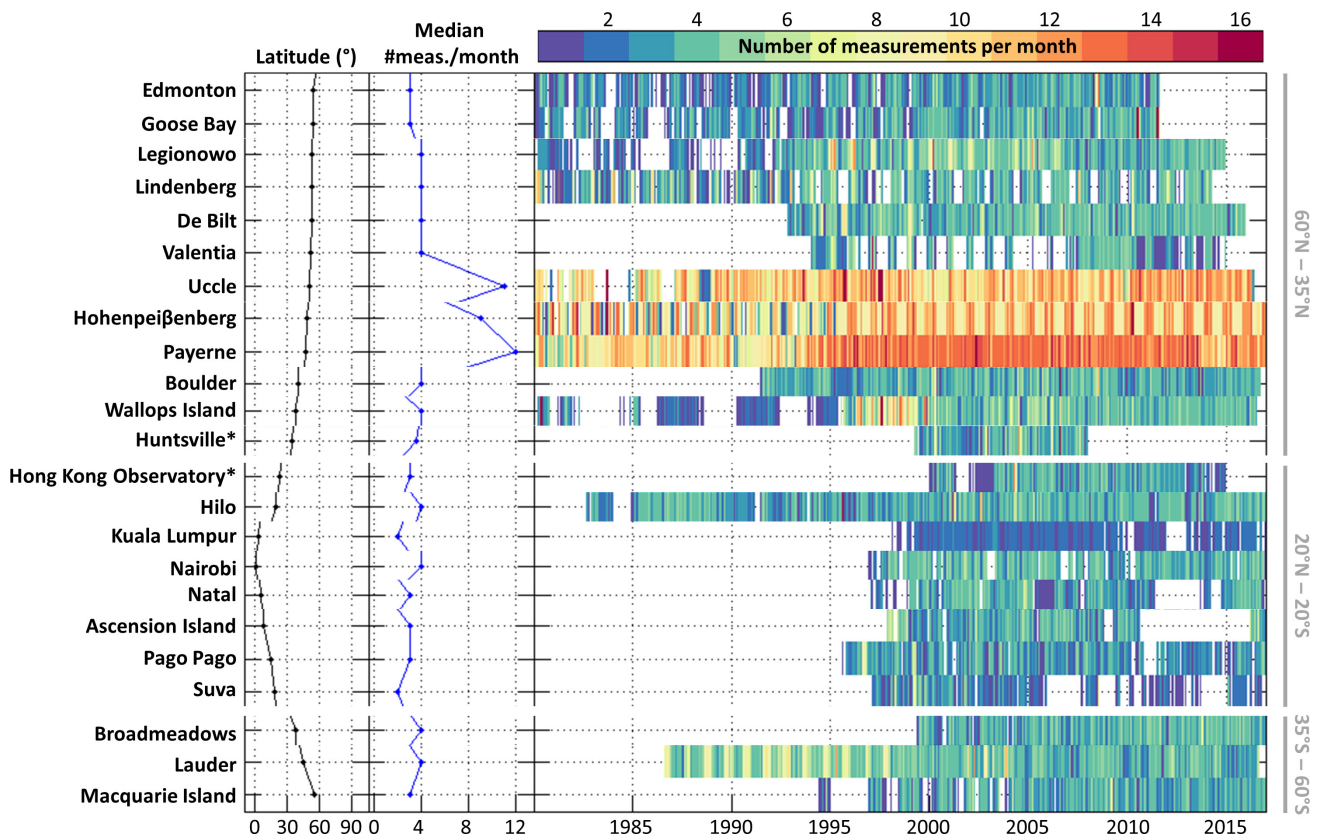 2 4 6 8 10 12 14 16
Number of measurements per month
Median
Latitude (°) #meas./month
Edmonton
Goose Bay
Legionowo
Lindenberg
De Bilt
Valentia
Uccle
Hohenpeiβenberg
Payerne
Boulder
Wallops Island
Huntsville*
60°N – 35°N
Hong Kong Observatory*
Hilo
Kuala Lumpur
Nairobi
Natal
Ascension Island
Pago Pago
Suva
20°N – 20°S
Broadmeadows
Lauder
Macquarie Island
35°S – 60°S
0 30 60 90 0 4 8 12 1985 1990 1995 2000 2005 2010 2015